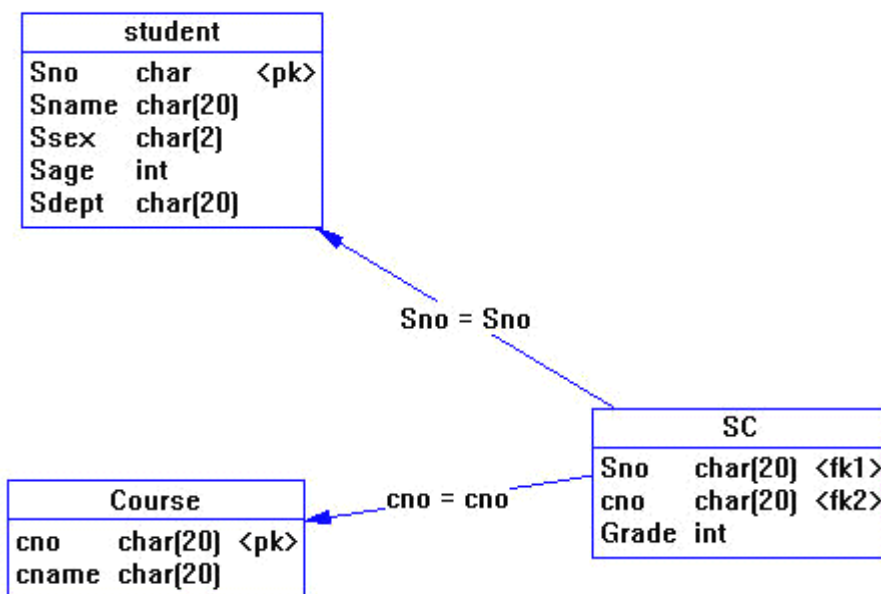 student
Sno char <pk>
Sname char(20)
Ssex char(2)
Sage int
Sdept char(20)
Sno = Sno
SC
Sno char(20) <fk1>
cno char(20) <fk2>
Grade int
cno = cno
Course
cno char(20) <pk>
cname char(20)